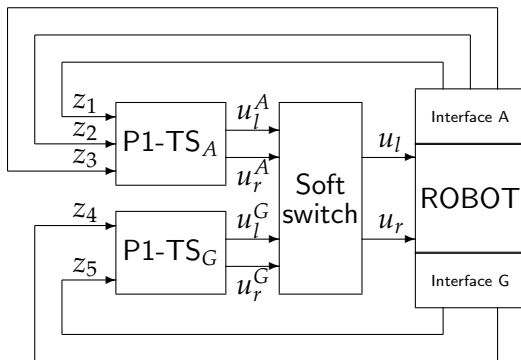 z₁
z₂
z₃
P1-TS_A
u_l^A
u_r^A
z₄
z₅
P1-TS_G
u_l^G
u_r^G
Soft
switch
u_l
u_r
Interface A
ROBOT
Interface G